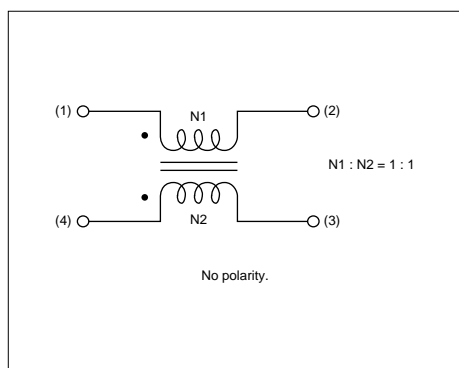 N1
(1) (2)
N1 : N2 = 1 : 1
(4) (3)
N2
No polarity.